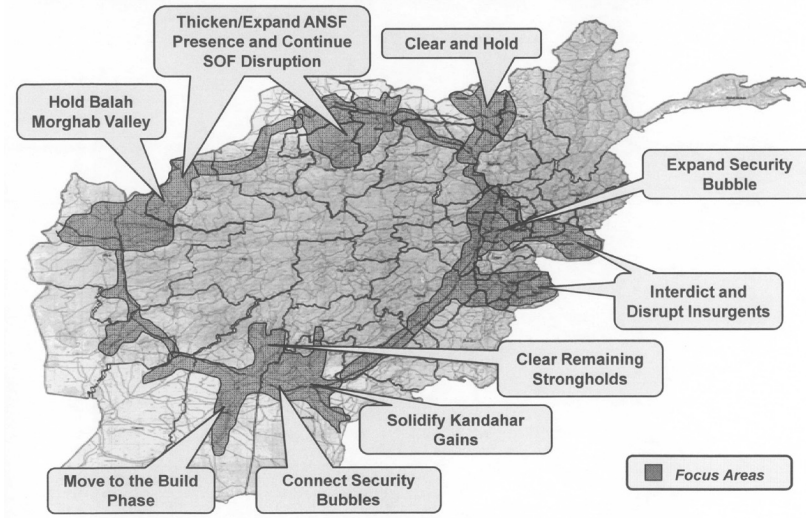 Thicken/Expand ANSF
Presence and Continue
SOF Disruption
Clear and Hold
Hold Balah
Morghab Valley
Expand Security
Bubble
Interdict and
Disrupt Insurgents
Clear Remaining
Strongholds
Solidify Kandahar
Gains
Move to the Build
Phase
Connect Security
Bubbles
Focus Areas